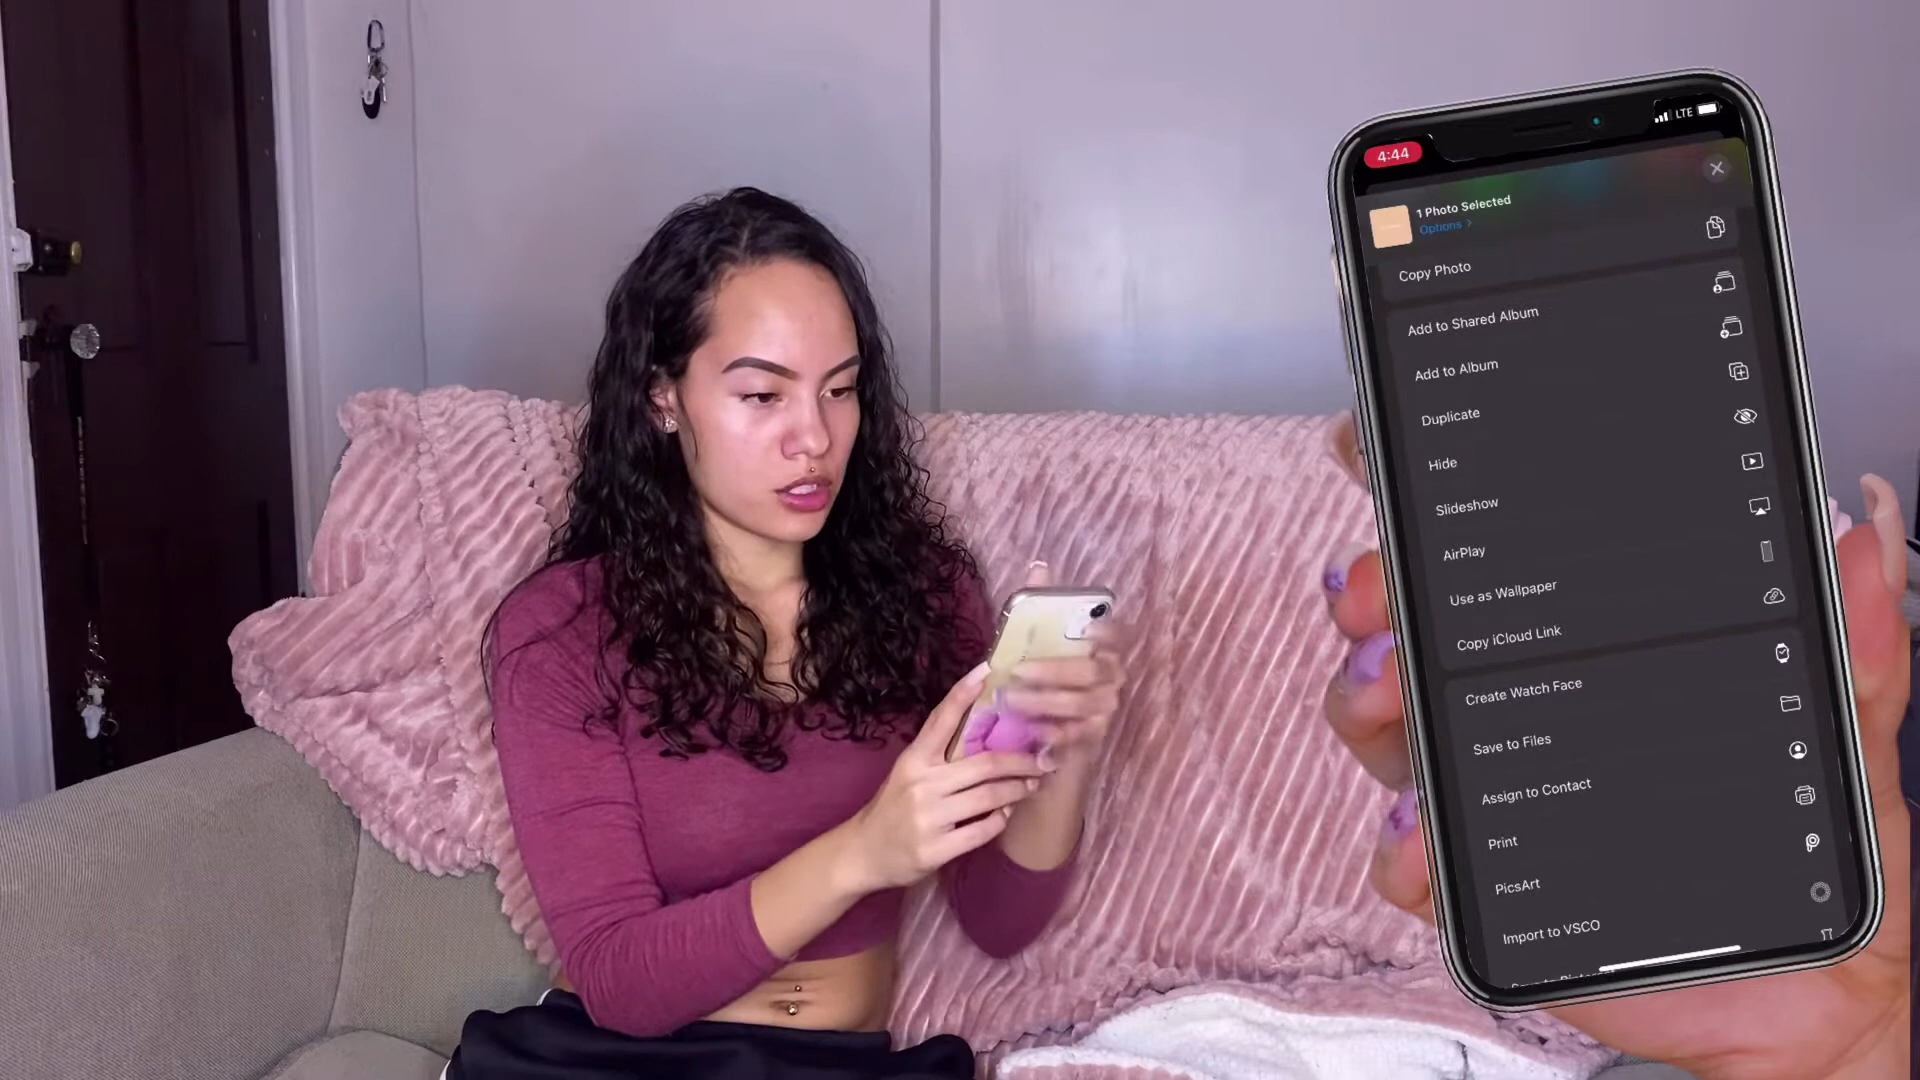 4:44
LTE
1 Photo Selected
Options
Copy Photo
Add to Shared Album
Add to Album
Duplicate
Hide
Slideshow
AirPlay
Use as Wallpaper
Copy iCloud Link
Create Watch Face
Save to Files
Assign to Contact
Print
PicsArt
Import to VSCO